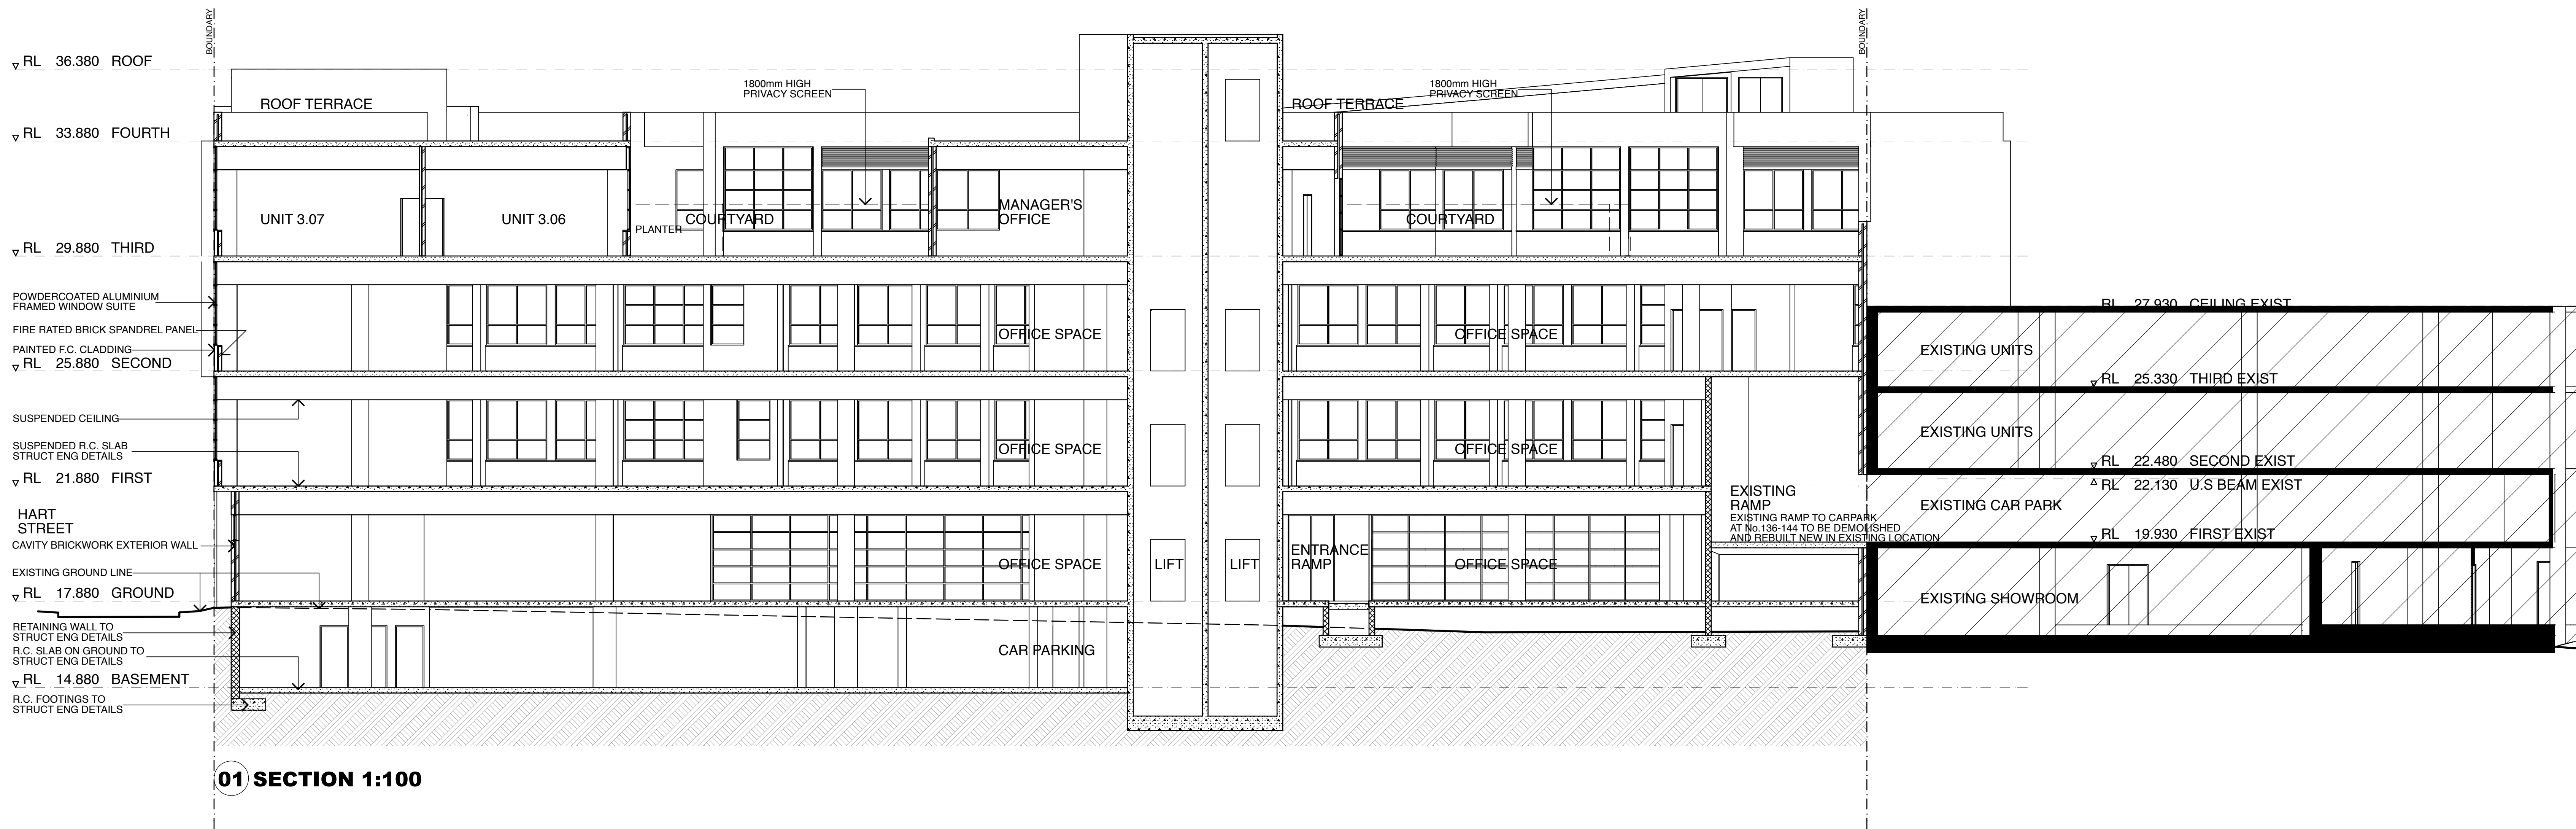 BOUNDARY
BOUNDARY
RL 36.380 ROOF
1800mm HIGH
PRIVACY SCREEN
1800mm HIGH
PRIVACY SCREEN
ROOF TERRACE
ROOF TERRACE
RL 33.880 FOURTH
UNIT 3.07
UNIT 3.06
PLANTER
COURTYARD
MANAGER'S
OFFICE
COURTYARD
RL 29.880 THIRD
POWDERCOATED ALUMINIUM
FRAMED WINDOW SUITE
FIRE RATED BRICK SPANDREL PANEL
PAINTED F.C. CLADDING
RL 25.880 SECOND
OFFICE SPACE
OFFICE SPACE
RL 27.930 CEILING EXIST
EXISTING UNITS
RL 25.330 THIRD EXIST
SUSPENDED CEILING
SUSPENDED R.C. SLAB
STRUCT ENG DETAILS
RL 21.880 FIRST
OFFICE SPACE
OFFICE SPACE
EXISTING UNITS
RL 22.480 SECOND EXIST
RL 22.130 U.S BEAM EXIST
HART
STREET
CAVITY BRICKWORK EXTERIOR WALL
EXISTING GROUND LINE
RL 17.880 GROUND
OFFICE SPACE
LIFT
LIFT
ENTRANCE
RAMP
OFFICE SPACE
EXISTING
RAMP
EXISTING RAMP TO CARPARK
AT No.136-144 TO BE DEMOLISHED
AND REBUILT NEW IN EXISTING LOCATION
EXISTING CAR PARK
RL 19.930 FIRST EXIST
EXISTING SHOWROOM
RETAINING WALL TO
STRUCT ENG DETAILS
R.C. SLAB ON GROUND TO
STRUCT ENG DETAILS
CAR PARKING
RL 14.880 BASEMENT
R.C. FOOTINGS TO
STRUCT ENG DETAILS
01 SECTION 1:100